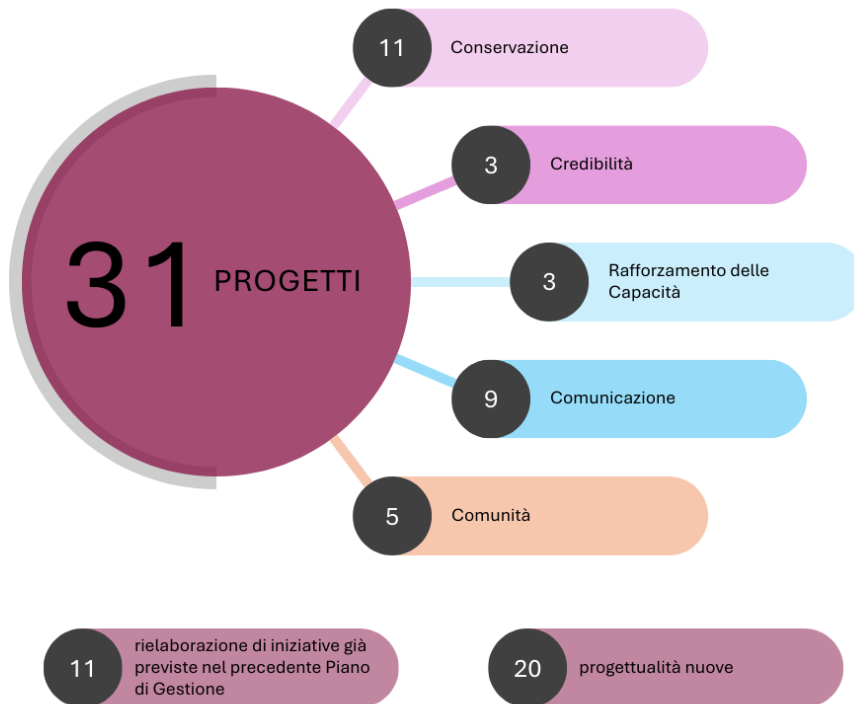 11
Conservazione
3
Credibilità
31 PROGETTI
3
Rafforzamento delle
Capacità
9
Comunicazione
5
Comunità
11
rielaborazione di iniziative già
previste nel precedente Piano
di Gestione
20
progettualità nuove